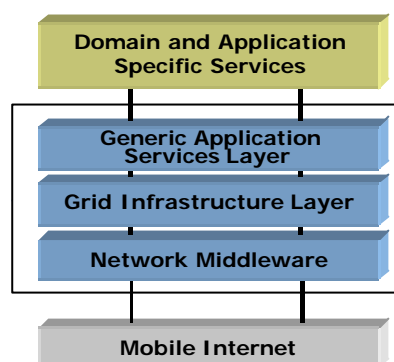 Domain and Application
Specific Services
Generic Application
Services Layer
Grid Infrastructure Layer
Network Middleware
Mobile Internet